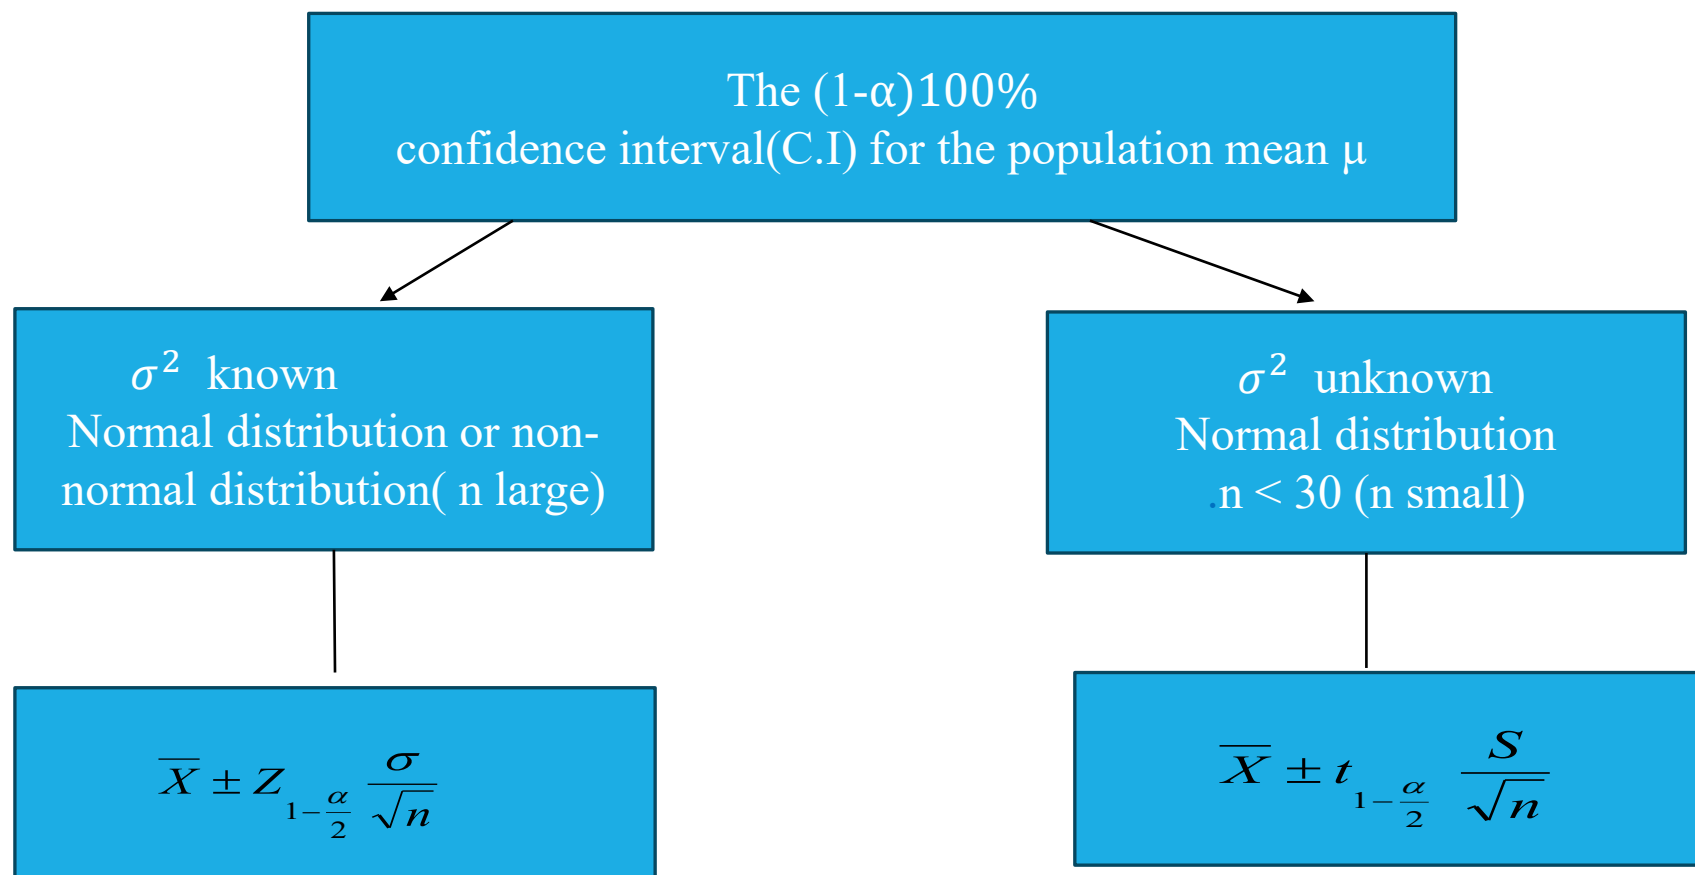 The (1-α)100%
confidence interval(C.I) for the population mean μ
σ² known
Normal distribution or non-
normal distribution( n large)
σ² unknown
Normal distribution
.n < 30 (n small)
X̅ ± Z_{1-α/2} σ/√n
X̅ ± t_{1-α/2} S/√n